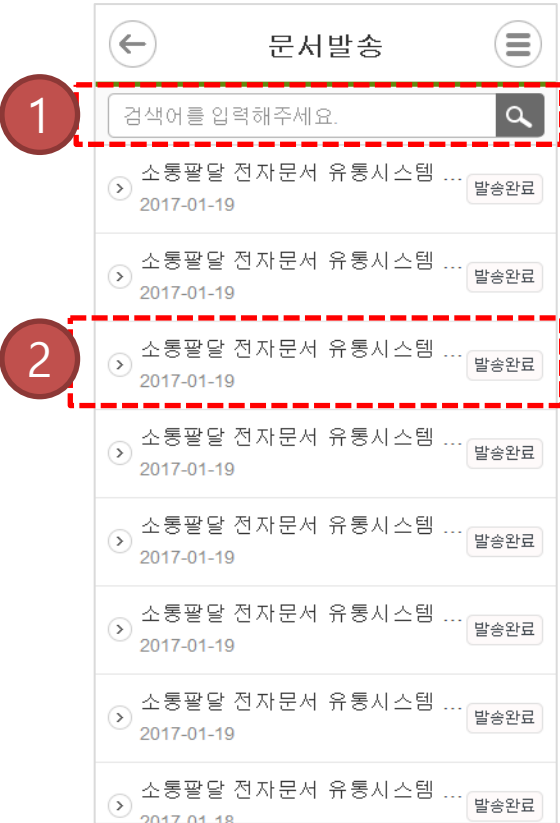 문서발송
1
검색어를 입력해주세요.
소통팔달 전자문서 유통시스템 ...
발송완료
2017-01-19
소통팔달 전자문서 유통시스템 ...
발송완료
2017-01-19
2
소통팔달 전자문서 유통시스템 ...
발송완료
2017-01-19
소통팔달 전자문서 유통시스템 ...
발송완료
2017-01-19
소통팔달 전자문서 유통시스템 ...
발송완료
2017-01-19
소통팔달 전자문서 유통시스템 ...
발송완료
2017-01-19
소통팔달 전자문서 유통시스템 ...
발송완료
2017-01-19
소통팔달 전자문서 유통시스템 ...
발송완료
2017-01-18